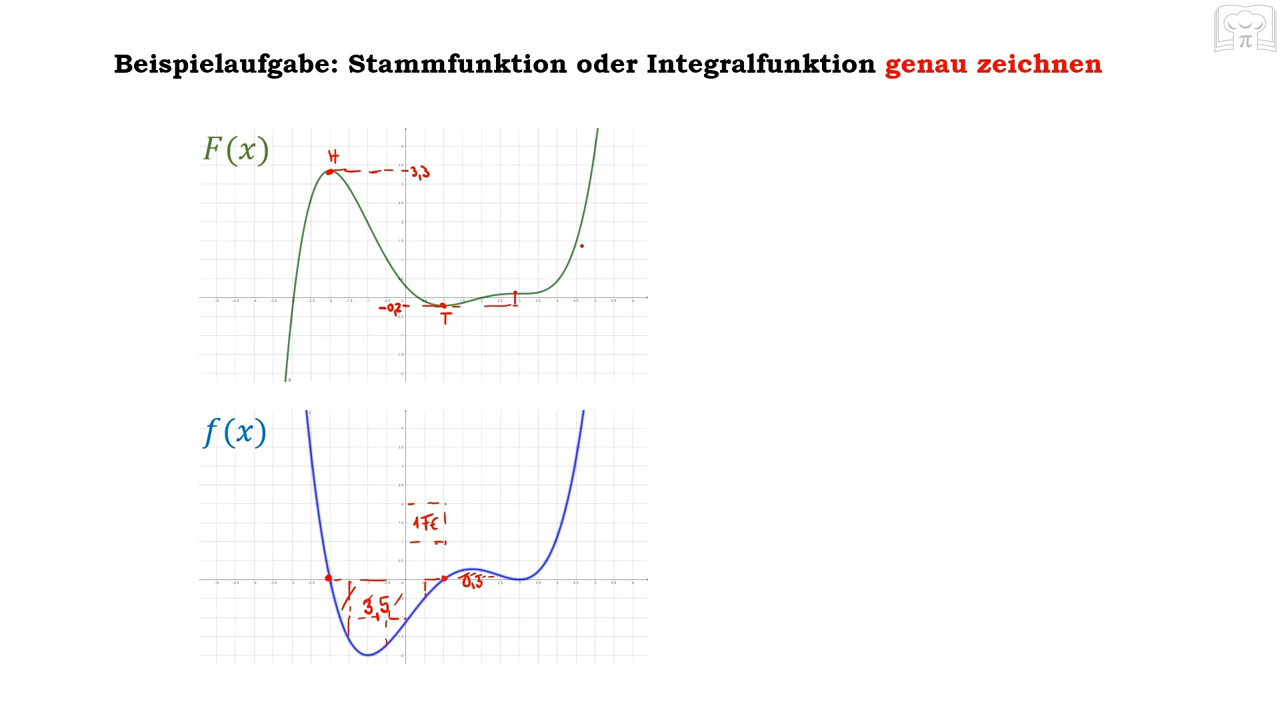 Beispielaufgabe: Stammfunktion oder Integralfunktion genau zeichnen
F(x)
H
3,3
-0,2
T
f(x)
1FE
0,3
3,5
π